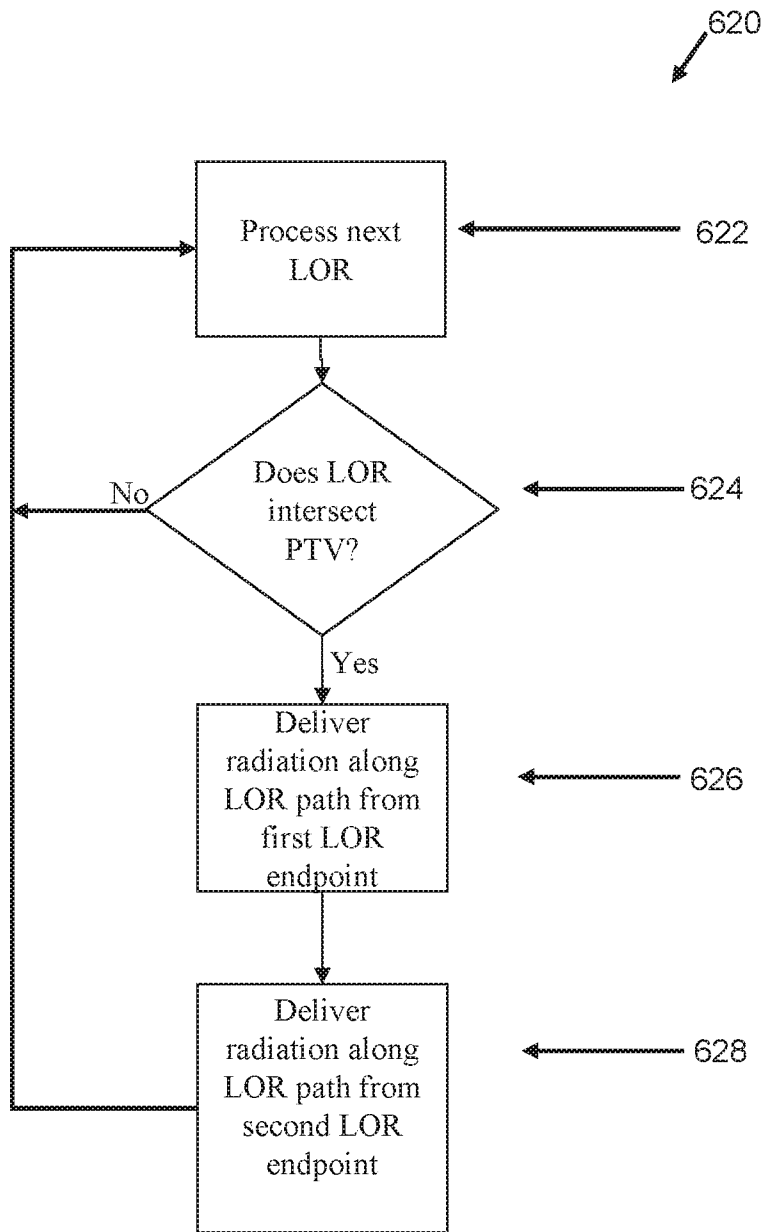 620
Process next
LOR
622
Does LOR
intersect
PTV?
624
No
Yes
Deliver
radiation along
LOR path from
first LOR
endpoint
626
Deliver
radiation along
LOR path from
second LOR
endpoint
628